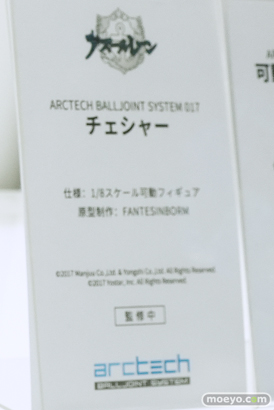 アズールレーン
ARCTECH BALLJOINT SYSTEM 017
チェシャー
仕様：1/8スケール可動フィギュア
原型制作：FANTESINBORM
©2017 Manjuu Co.,Ltd. & Yongshi Co.,Ltd. All Rights Reserved.
©2017 Yostar, Inc. All Rights Reserved.
監修中
arctech
BALLJOINT SYSTEM
moeyo.com